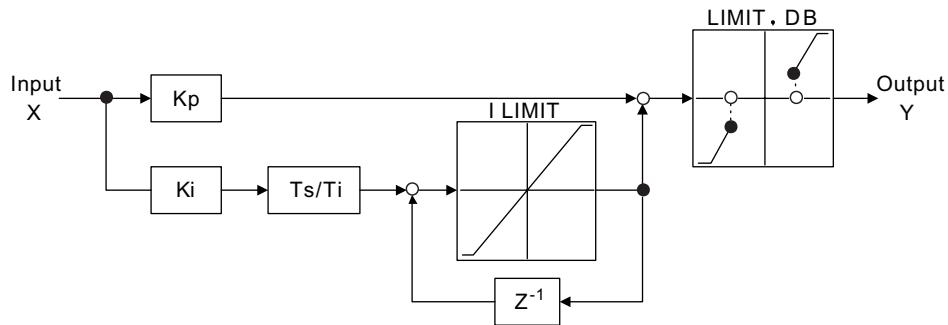 LIMIT, DB
Input
X
Kp
Output
Y
I LIMIT
Ki
Ts/Ti
Z⁻¹